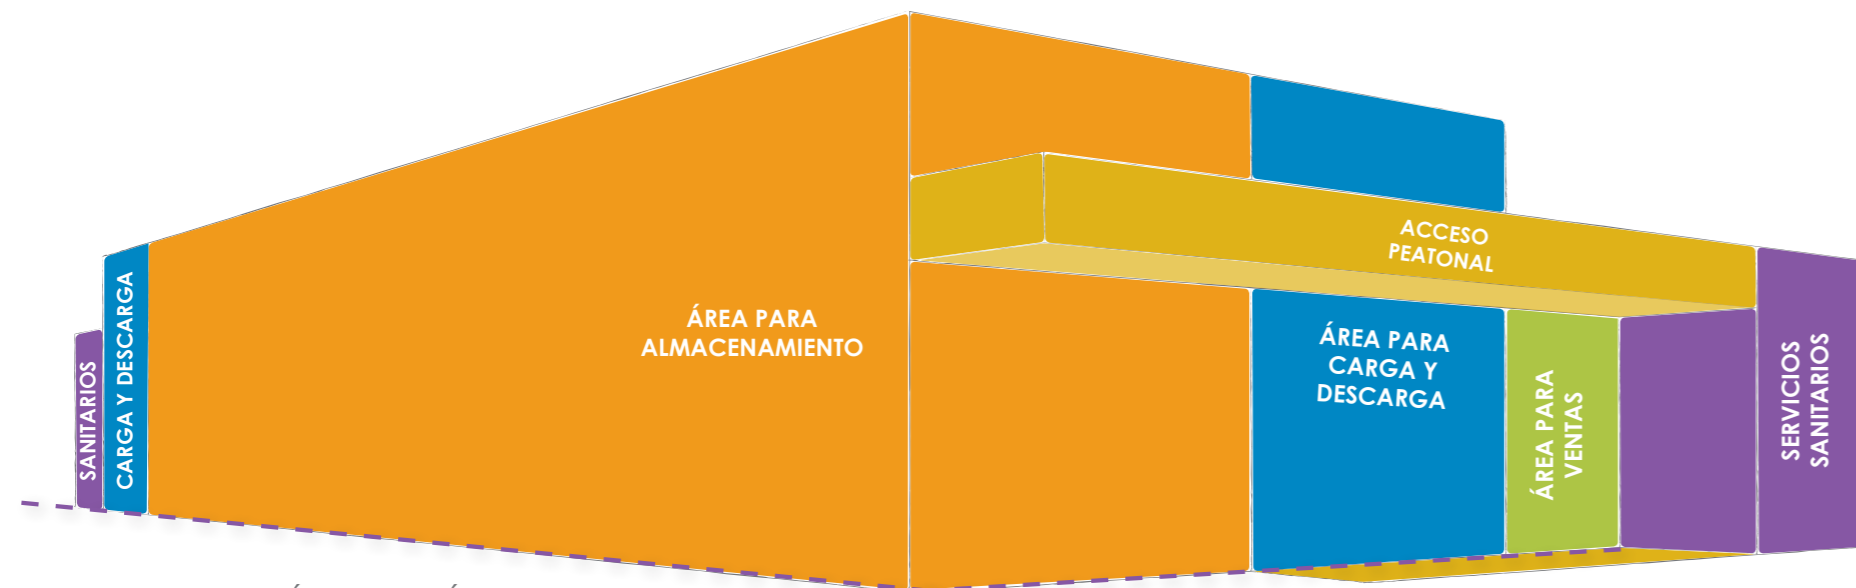 SANITARIOS
CARGA Y DESCARGA
ÁREA PARA
ALMACENAMIENTO
ACCESO
PEATONAL
ÁREA PARA
CARGA Y
DESCARGA
ÁREA PARA
VENTAS
SERVICIOS
SANITARIOS